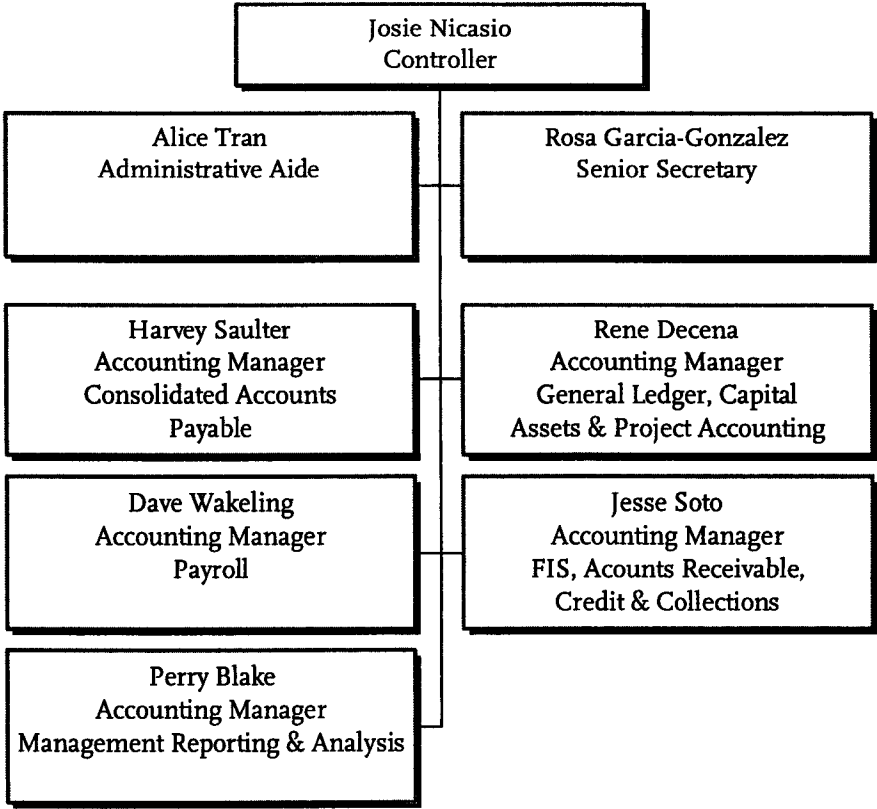 Josie Nicasio
Controller
Alice Tran
Administrative Aide
Rosa Garcia-Gonzalez
Senior Secretary
Harvey Saulter
Accounting Manager
Consolidated Accounts
Payable
Rene Decena
Accounting Manager
General Ledger, Capital
Assets & Project Accounting
Dave Wakeling
Accounting Manager
Payroll
Jesse Soto
Accounting Manager
FIS, Acounts Receivable,
Credit & Collections
Perry Blake
Accounting Manager
Management Reporting & Analysis